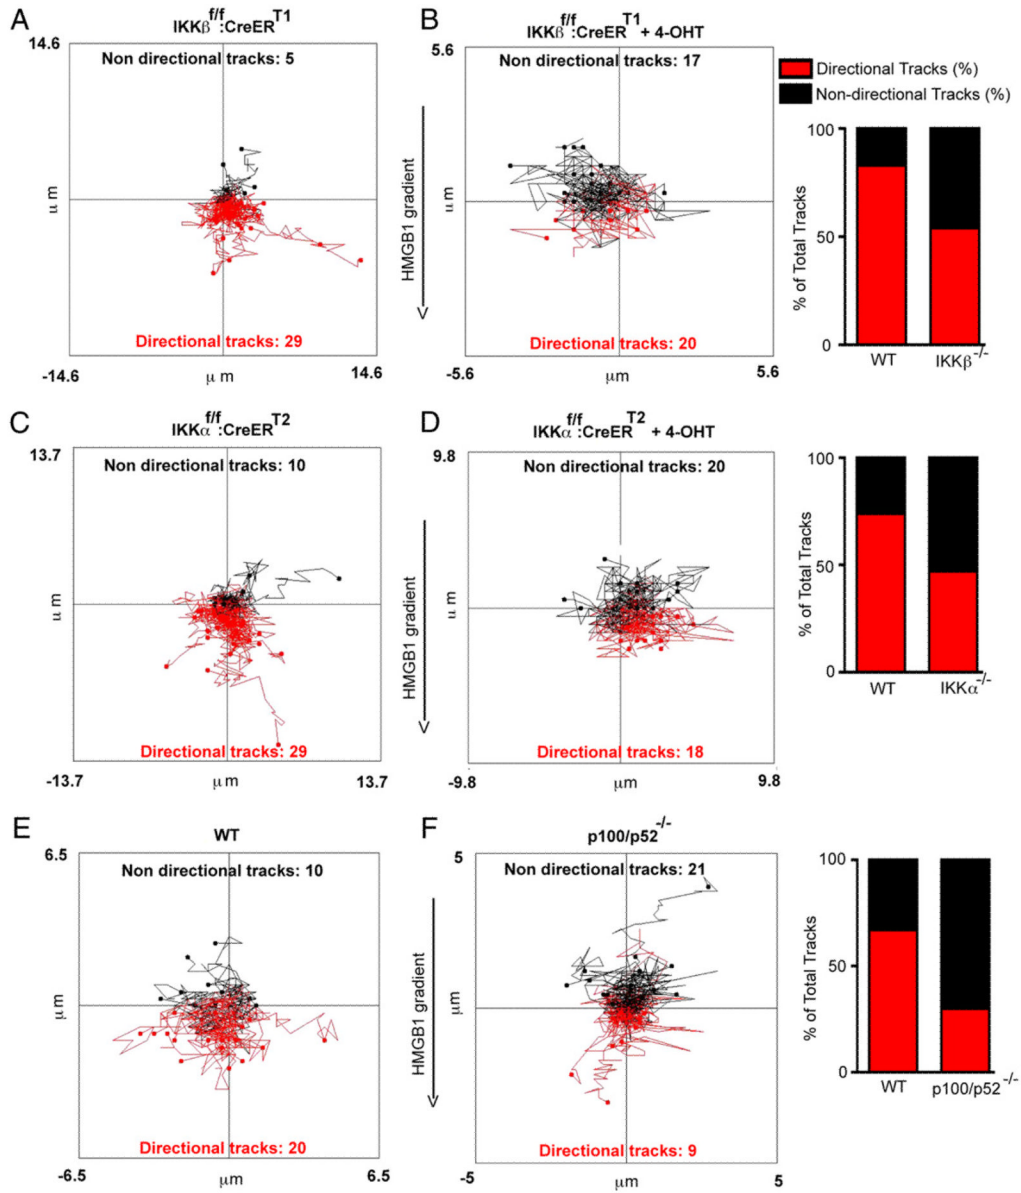 A
IKKβ f/f :CreER T1
14.6
Non directional tracks: 5
μm
Directional tracks: 29
-14.6
μm
14.6
B
IKKβ f/f :CreER T1 + 4-OHT
5.6
Non directional tracks: 17
HMGB1 gradient
μm
Directional tracks: 20
-5.6
μm
5.6
Directional Tracks (%)
Non-directional Tracks (%)
% of Total Tracks
100
50
0
WT
IKKβ-/-
C
IKKα f/f :CreER T2
13.7
Non directional tracks: 10
μm
Directional tracks: 29
-13.7
μm
13.7
D
IKKα f/f :CreER T2 + 4-OHT
9.8
Non directional tracks: 20
HMGB1 gradient
μm
Directional tracks: 18
-9.8
μm
9.8
% of Total Tracks
100
50
0
WT
IKKα-/-
E
WT
6.5
Non directional tracks: 10
μm
Directional tracks: 20
-6.5
μm
6.5
F
p100/p52-/-
5
Non directional tracks: 21
HMGB1 gradient
μm
Directional tracks: 9
-5
μm
5
% of Total Tracks
100
50
0
WT
p100/p52-/-